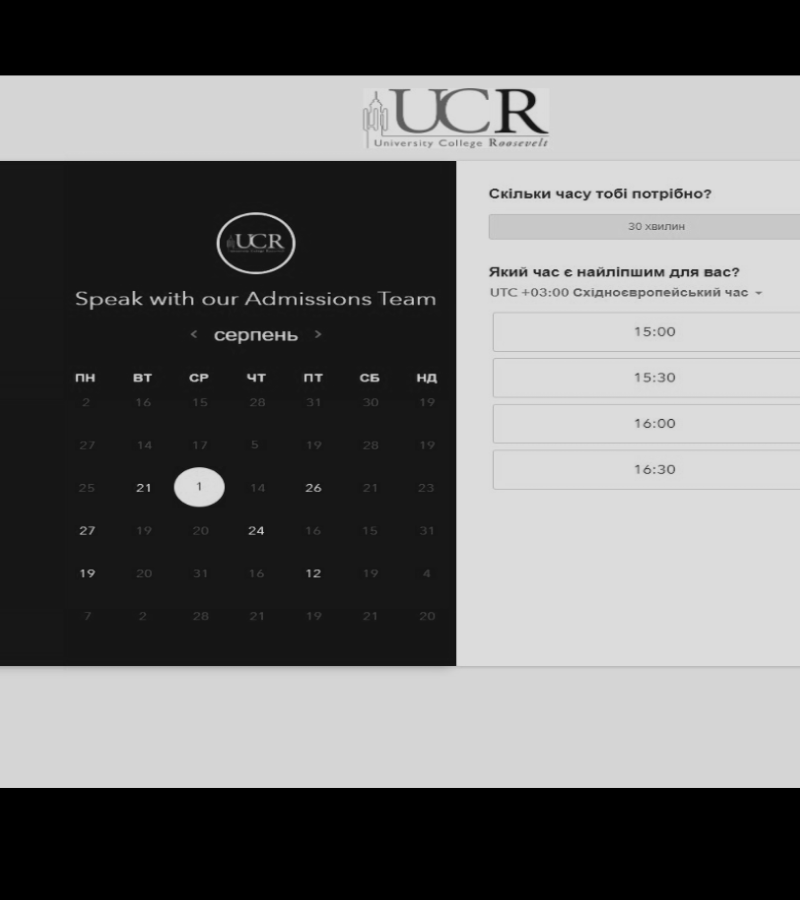 UCR
University College Roosevelt
UCR
Speak with our Admissions Team
< серпень >
ПН ВТ СР ЧТ ПТ СБ НД
2 16 15 28 31 30 19
27 14 17 5 19 28 19
25 21 1 14 26 21 23
27 19 20 24 16 15 31
19 20 31 16 12 19 4
7 2 28 21 19 21 20
Скільки часу тобі потрібно?
30 хвилин
Який час є найліпшим для вас?
UTC +03:00 Східноєвропейський час
15:00
15:30
16:00
16:30